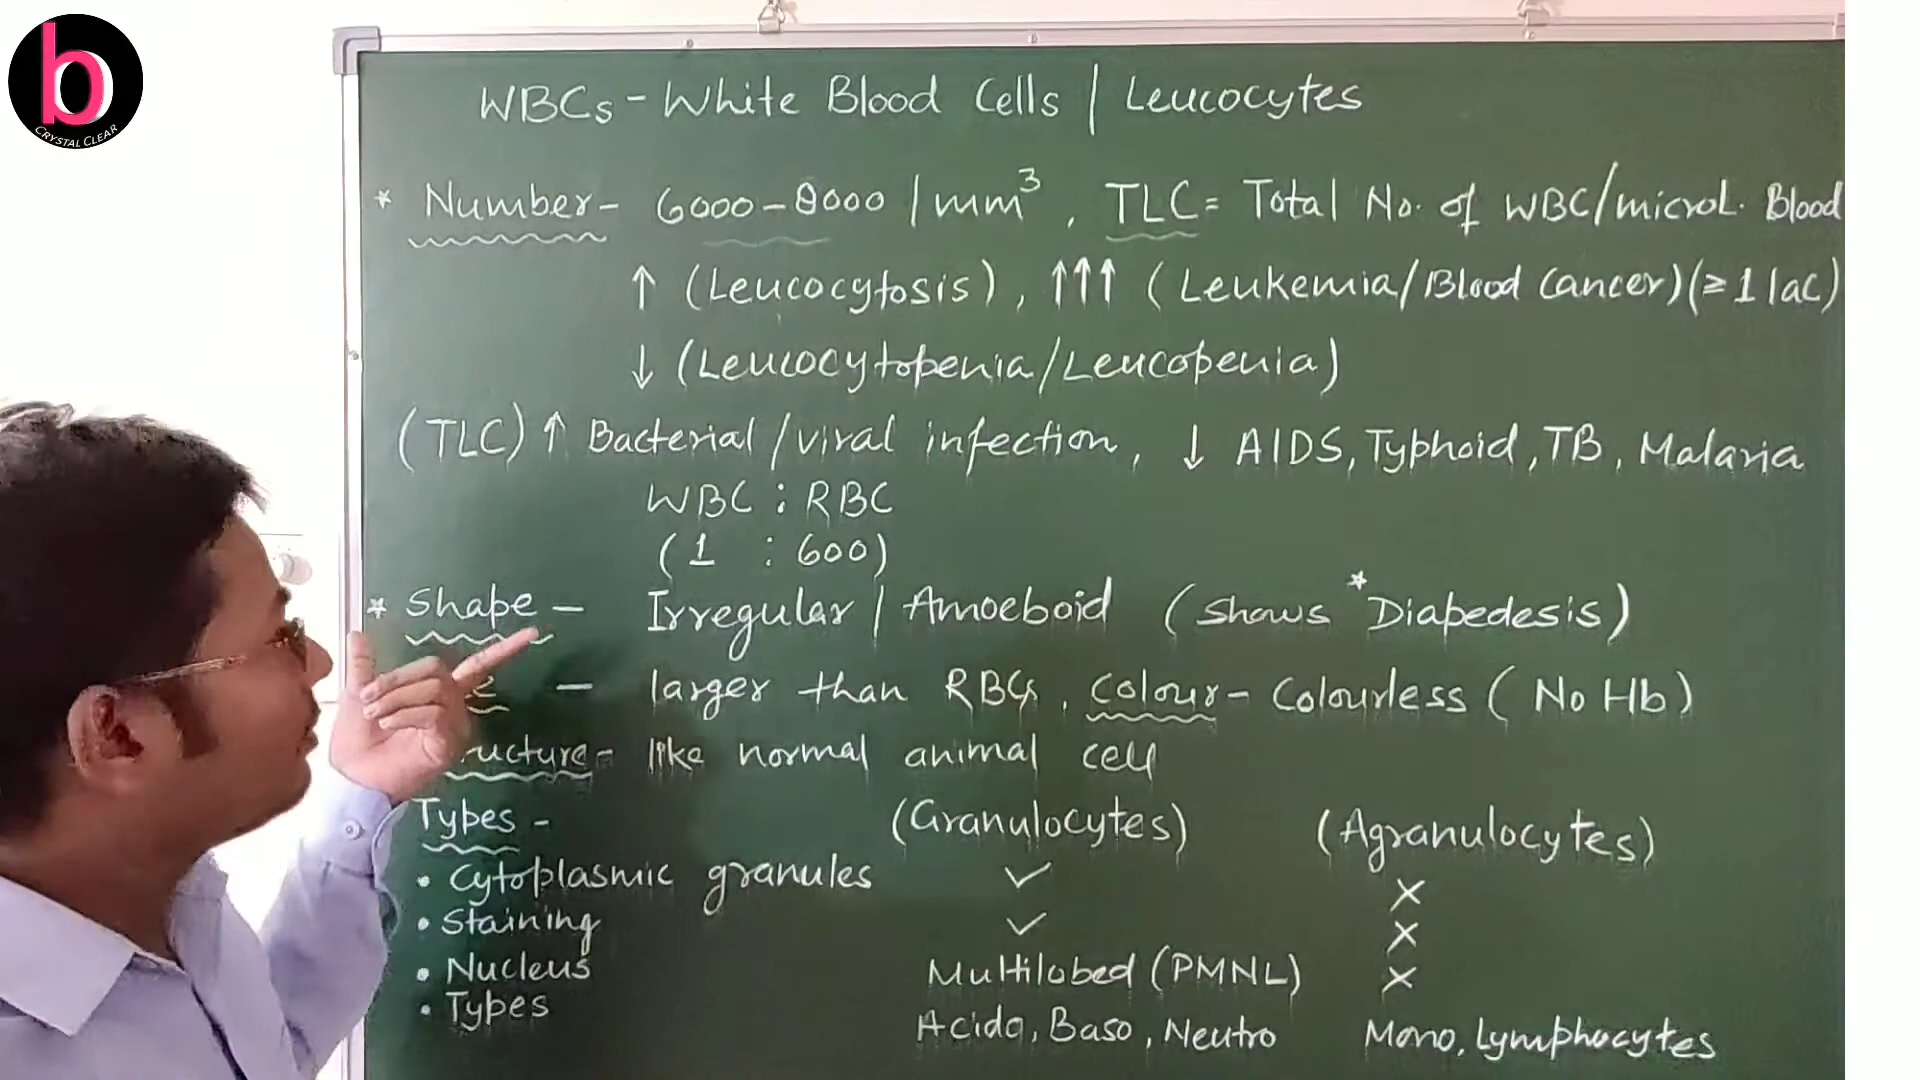 b
CRYSTAL CLEAR
WBCs - White Blood Cells | Leucocytes
* Number - 6000-8000 | mm³, TLC = Total No. of WBC/microL. Blood
↑ (Leucocytosis), ↑↑↑ (Leukemia/Blood Cancer) (≥ 1 lac)
↓ (Leucocytopenia/Leucopenia)
(TLC) ↑ Bacterial/viral infection, ↓ AIDS, Typhoid, TB, Malaria
WBC : RBC
(1 : 600)
* Shape - Irregular | Amoeboid (Shows *Diapedesis)
- larger than RBCs, Colour - Colourless (No Hb)
ructure - like normal animal cell
Types - (Granulocytes) (Agranulocytes)
• Cytoplasmic granules ✓ X
• Staining ✓ X
• Nucleus Multilobed (PMNL) X
• Types Acido, Baso, Neutro Mono, Lymphocytes